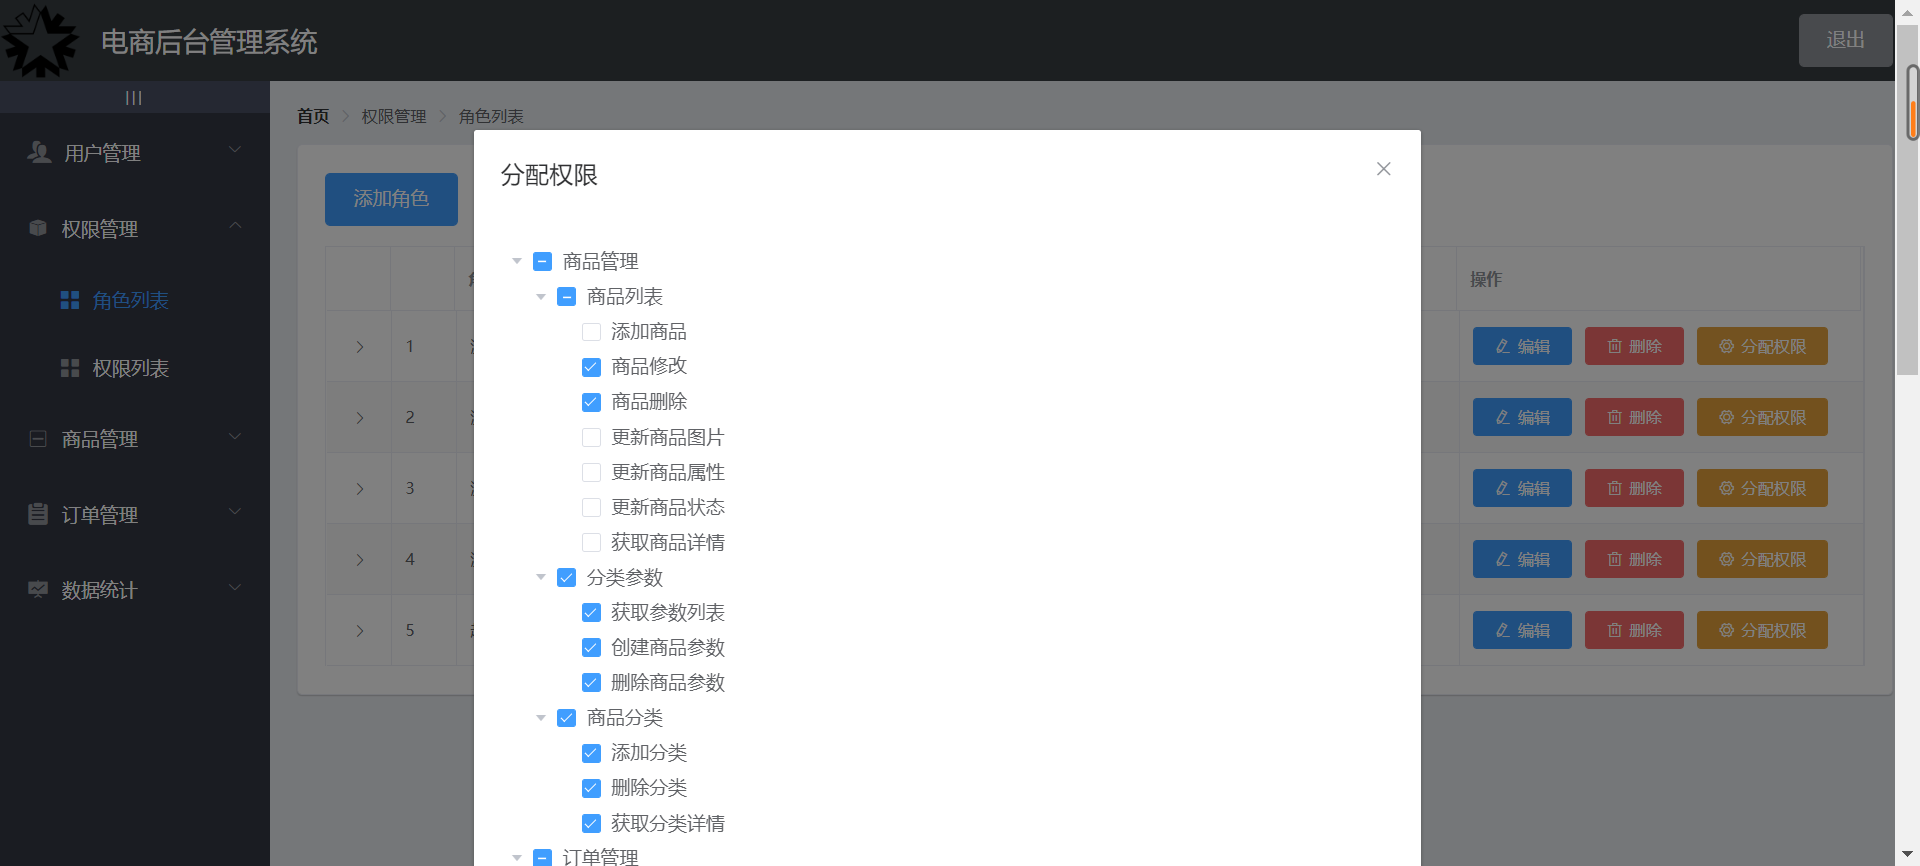 电商后台管理系统
退出
|||
首页 > 权限管理 > 角色列表
用户管理
权限管理
角色列表
权限列表
商品管理
订单管理
数据统计
添加角色
操作
1 编辑 删除 分配权限
2 编辑 删除 分配权限
3 编辑 删除 分配权限
4 编辑 删除 分配权限
5 编辑 删除 分配权限
分配权限
商品管理
商品列表
添加商品
商品修改
商品删除
更新商品图片
更新商品属性
更新商品状态
获取商品详情
分类参数
获取参数列表
创建商品参数
删除商品参数
商品分类
添加分类
删除分类
获取分类详情
订单管理